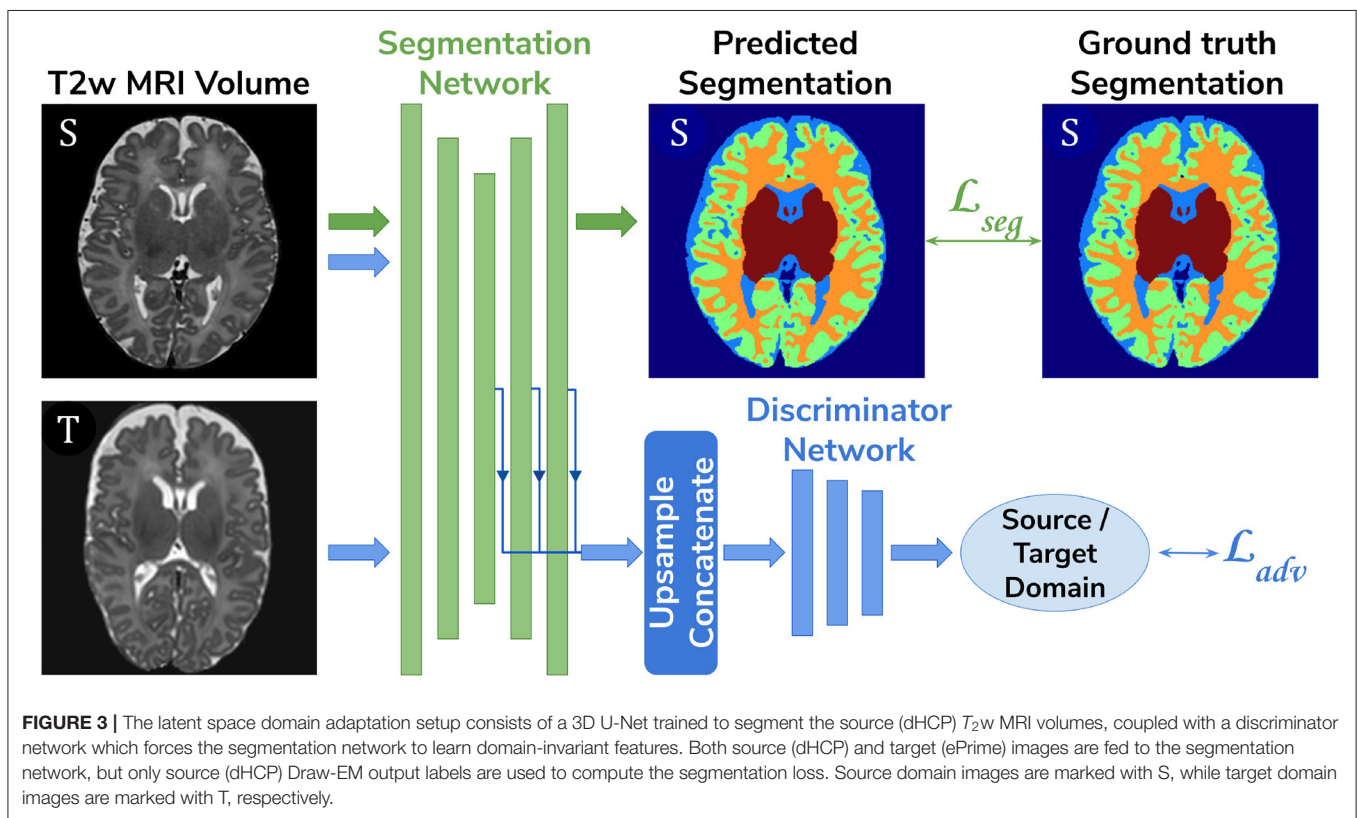 Segmentation
Network
Predicted
Segmentation
Ground truth
Segmentation
T2w MRI Volume
S
S
S
ℒseg
T
Discriminator
Network
Upsample
Concatenate
Source /
Target
Domain
ℒadv
FIGURE 3 | The latent space domain adaptation setup consists of a 3D U-Net trained to segment the source (dHCP) T₂w MRI volumes, coupled with a discriminator
network which forces the segmentation network to learn domain-invariant features. Both source (dHCP) and target (ePrime) images are fed to the segmentation
network, but only source (dHCP) Draw-EM output labels are used to compute the segmentation loss. Source domain images are marked with S, while target domain
images are marked with T, respectively.